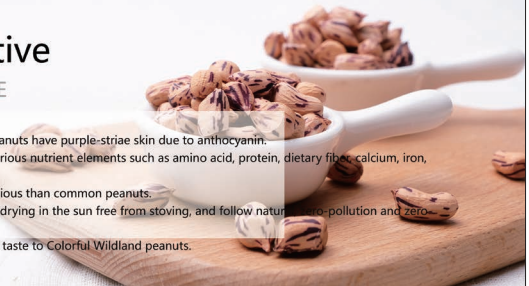 tive
E
anuts have purple-striae skin due to anthocyanin.
rious nutrient elements such as amino acid, protein, dietary fiber, calcium, iron,
ious than common peanuts.
drying in the sun free from stoving, and follow nature, zero-pollution and zero-
taste to Colorful Wildland peanuts.